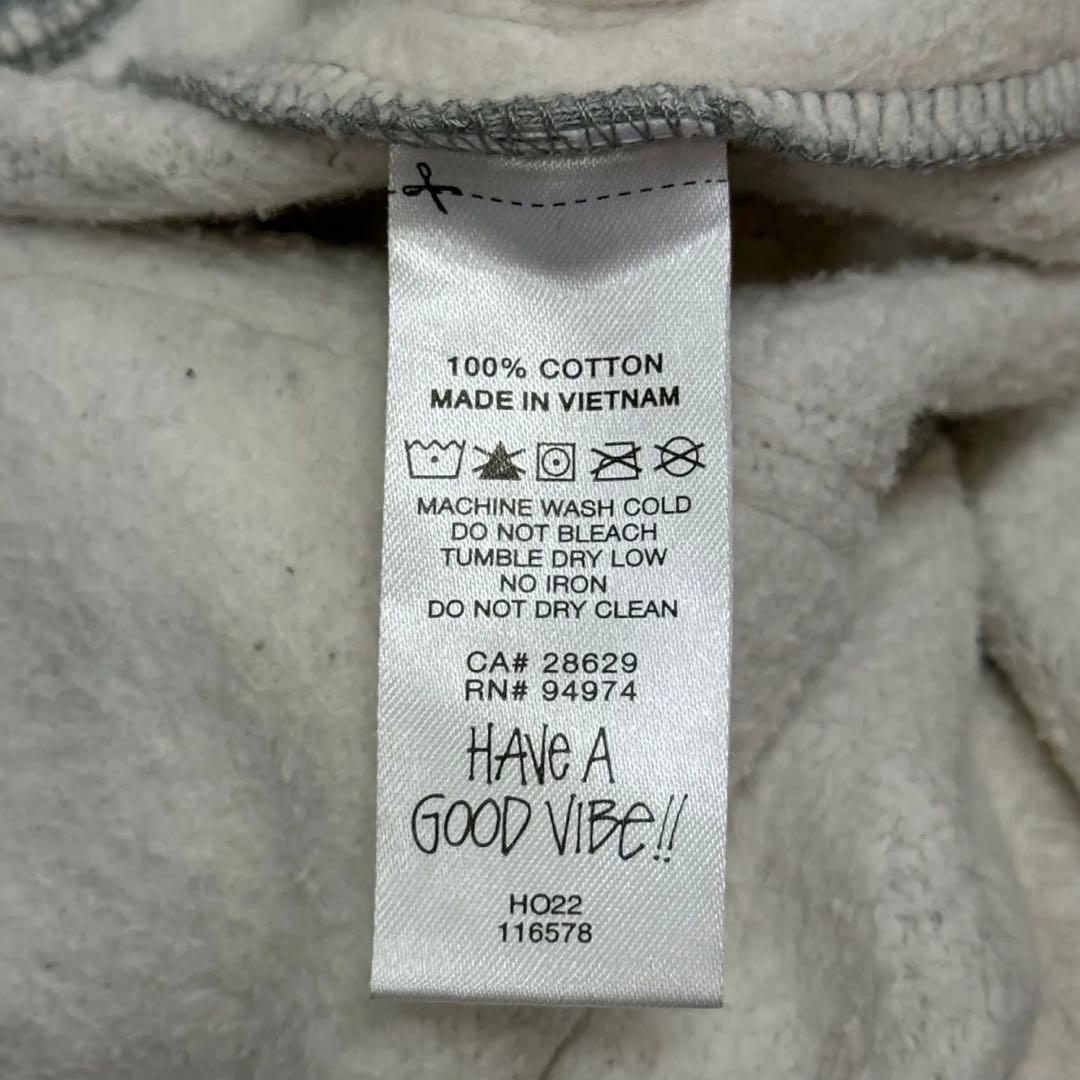 100% COTTON
MADE IN VIETNAM
MACHINE WASH COLD
DO NOT BLEACH
TUMBLE DRY LOW
NO IRON
DO NOT DRY CLEAN
CA# 28629
RN# 94974
HAVe A
GOOD VIBe!!
HO22
116578